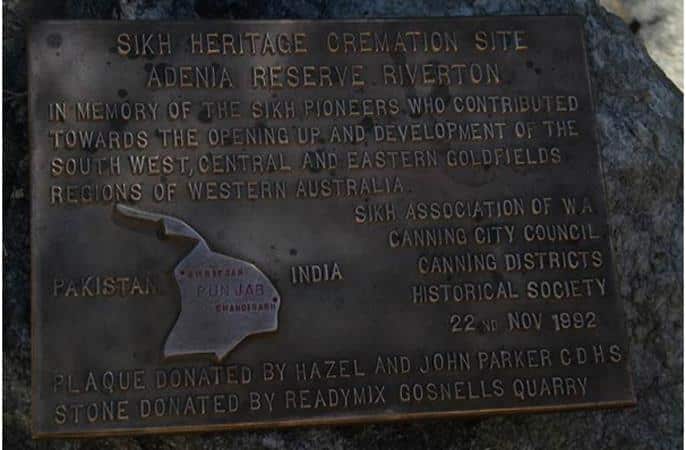 SIKH HERITAGE CREMATION SITE
ADENIA RESERVE RIVERTON
IN MEMORY OF THE SIKH PIONEERS WHO CONTRIBUTED
TOWARDS THE OPENING UP AND DEVELOPMENT OF THE
SOUTH WEST, CENTRAL AND EASTERN GOLDFIELDS
REGIONS OF WESTERN AUSTRALIA.
SIKH ASSOCIATION OF W.A
CANNING CITY COUNCIL
CANNING DISTRICTS
HISTORICAL SOCIETY
22ND NOV 1992
PAKISTAN
AMRITSAR
PUNJAB
CHANDIGARH
INDIA
PLAQUE DONATED BY HAZEL AND JOHN PARKER C D H S
STONE DONATED BY READYMIX GOSNELLS QUARRY